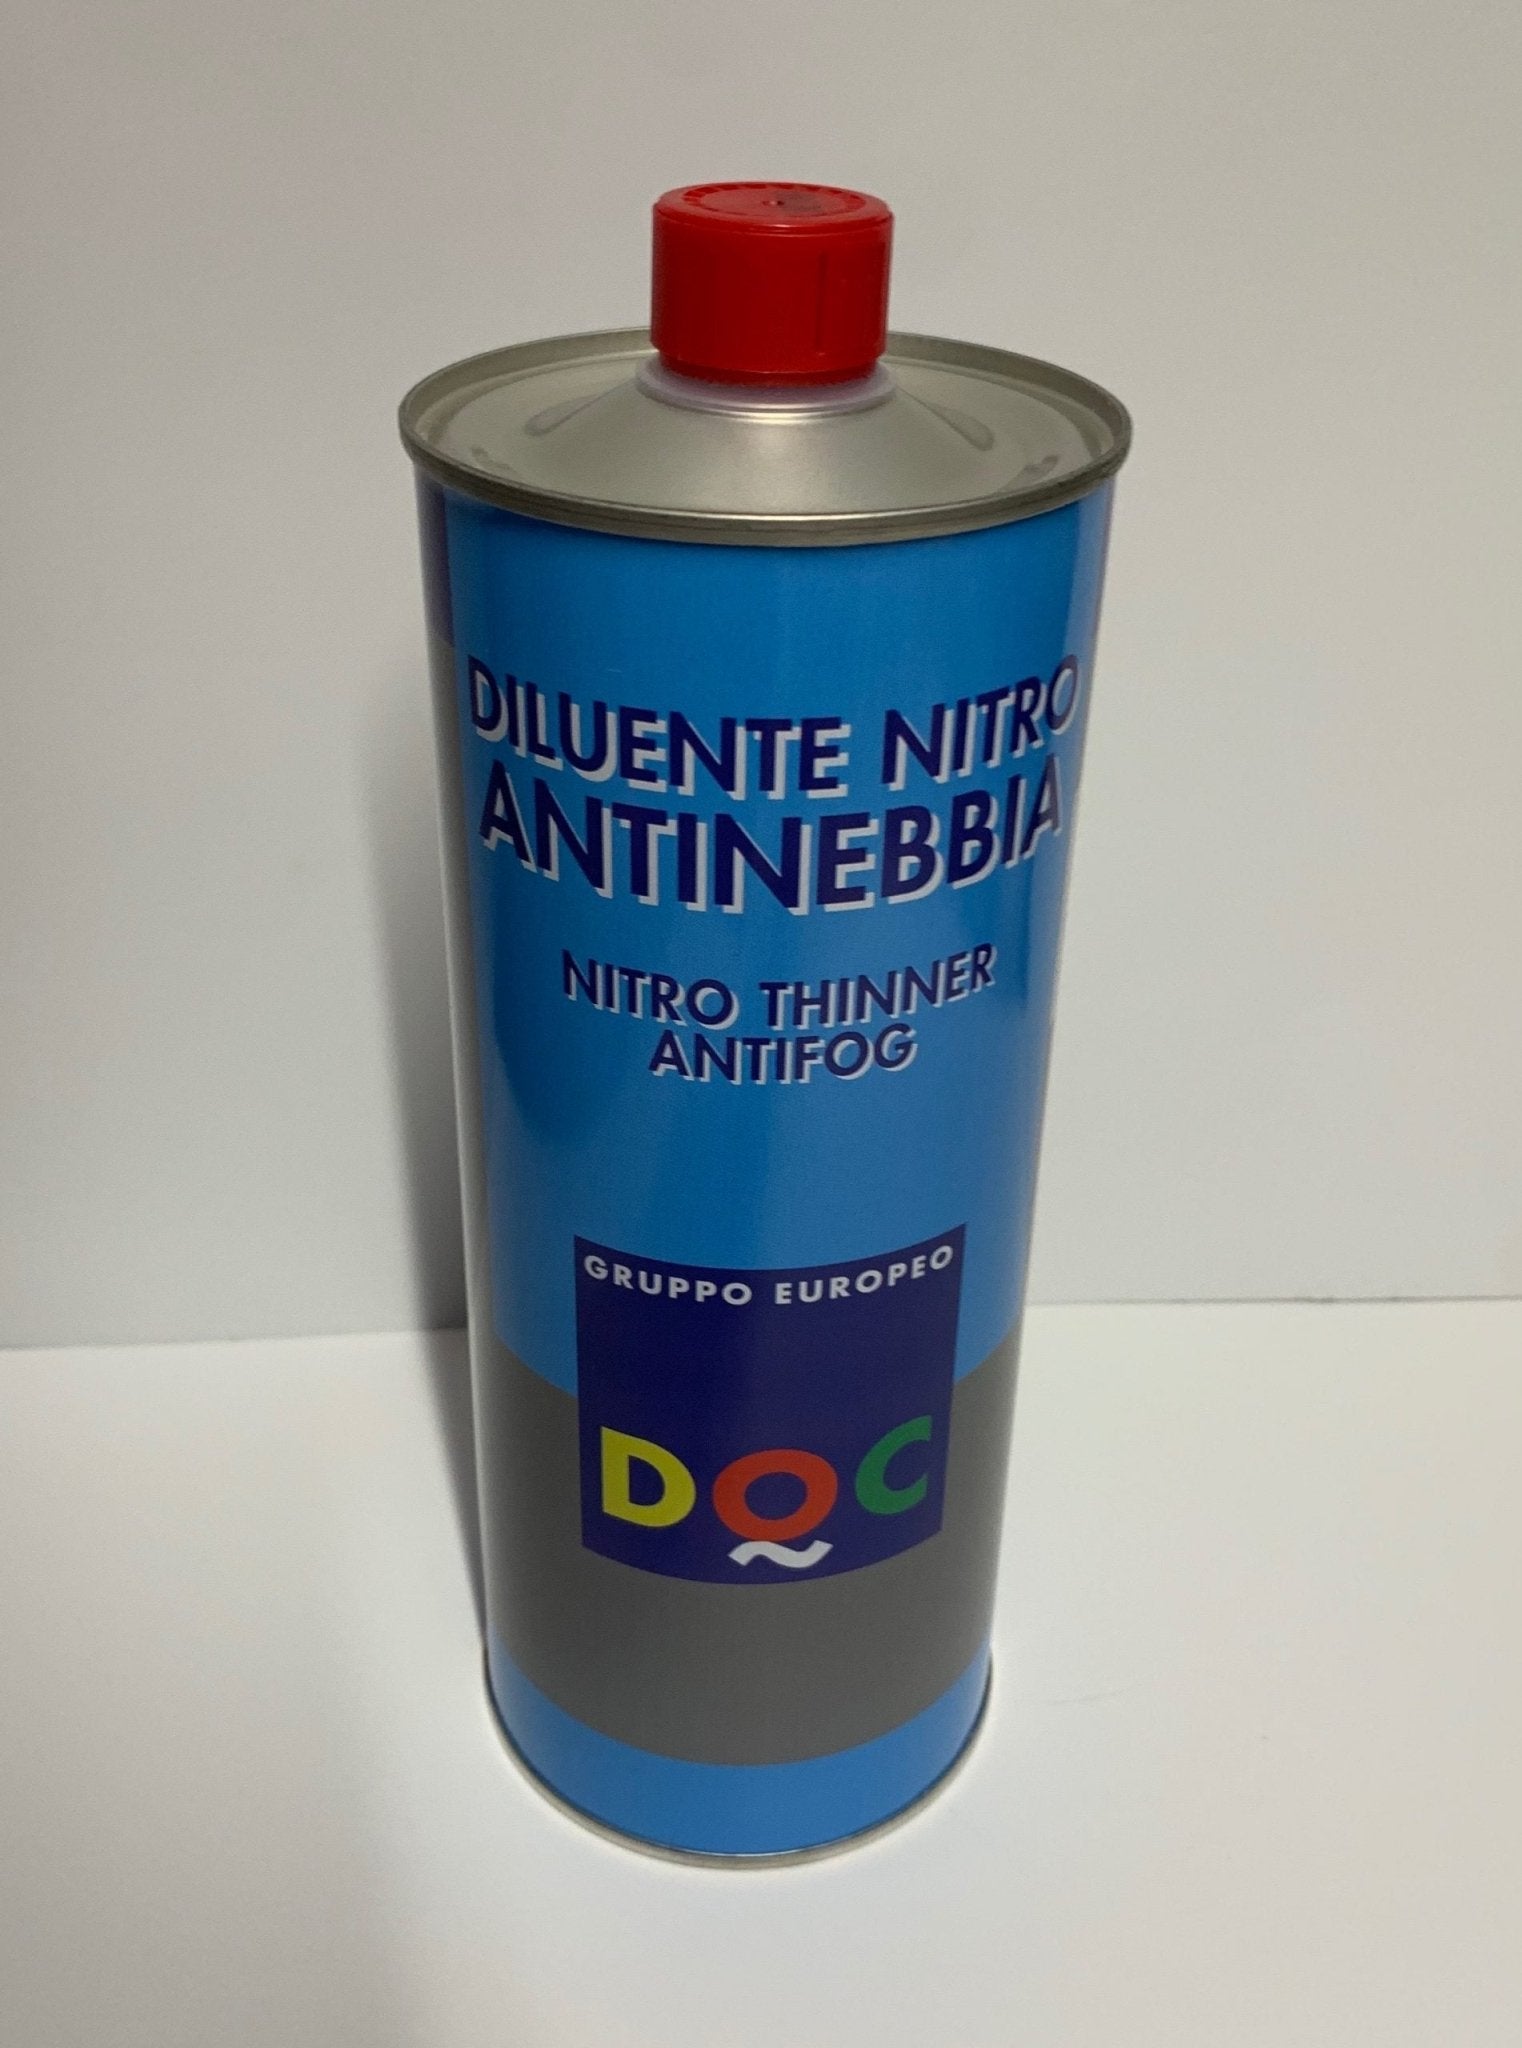 DILUENTE NITRO
ANTINEBBIA
NITRO THINNER
ANTIFOG
GRUPPO EUROPEO
DOC